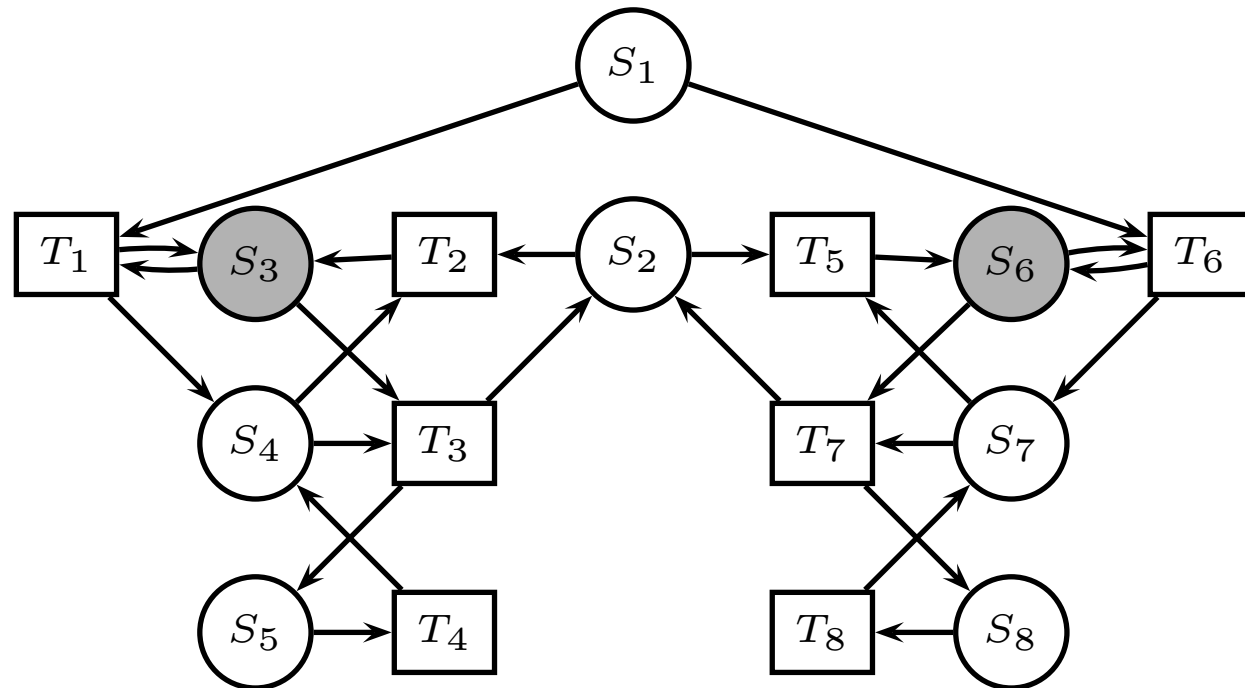 S₁
T₁ S₃ T₂ S₂ T₅ S₆ T₆
S₄ T₃ T₇ S₇
S₅ T₄ T₈ S₈